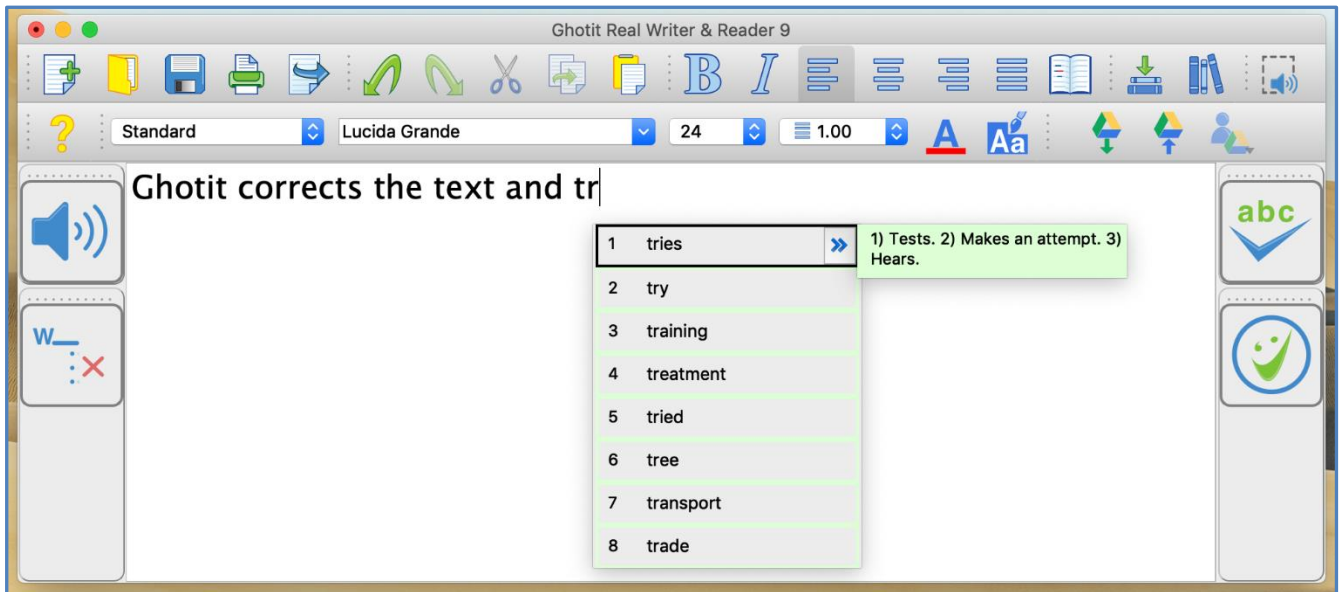 Ghotit Real Writer & Reader 9
B I
? Standard Lucida Grande 24 1.00 A Aa
Ghotit corrects the text and tr
abc
W
1 tries » 1) Tests. 2) Makes an attempt. 3)
Hears.
2 try
3 training
4 treatment
5 tried
6 tree
7 transport
8 trade